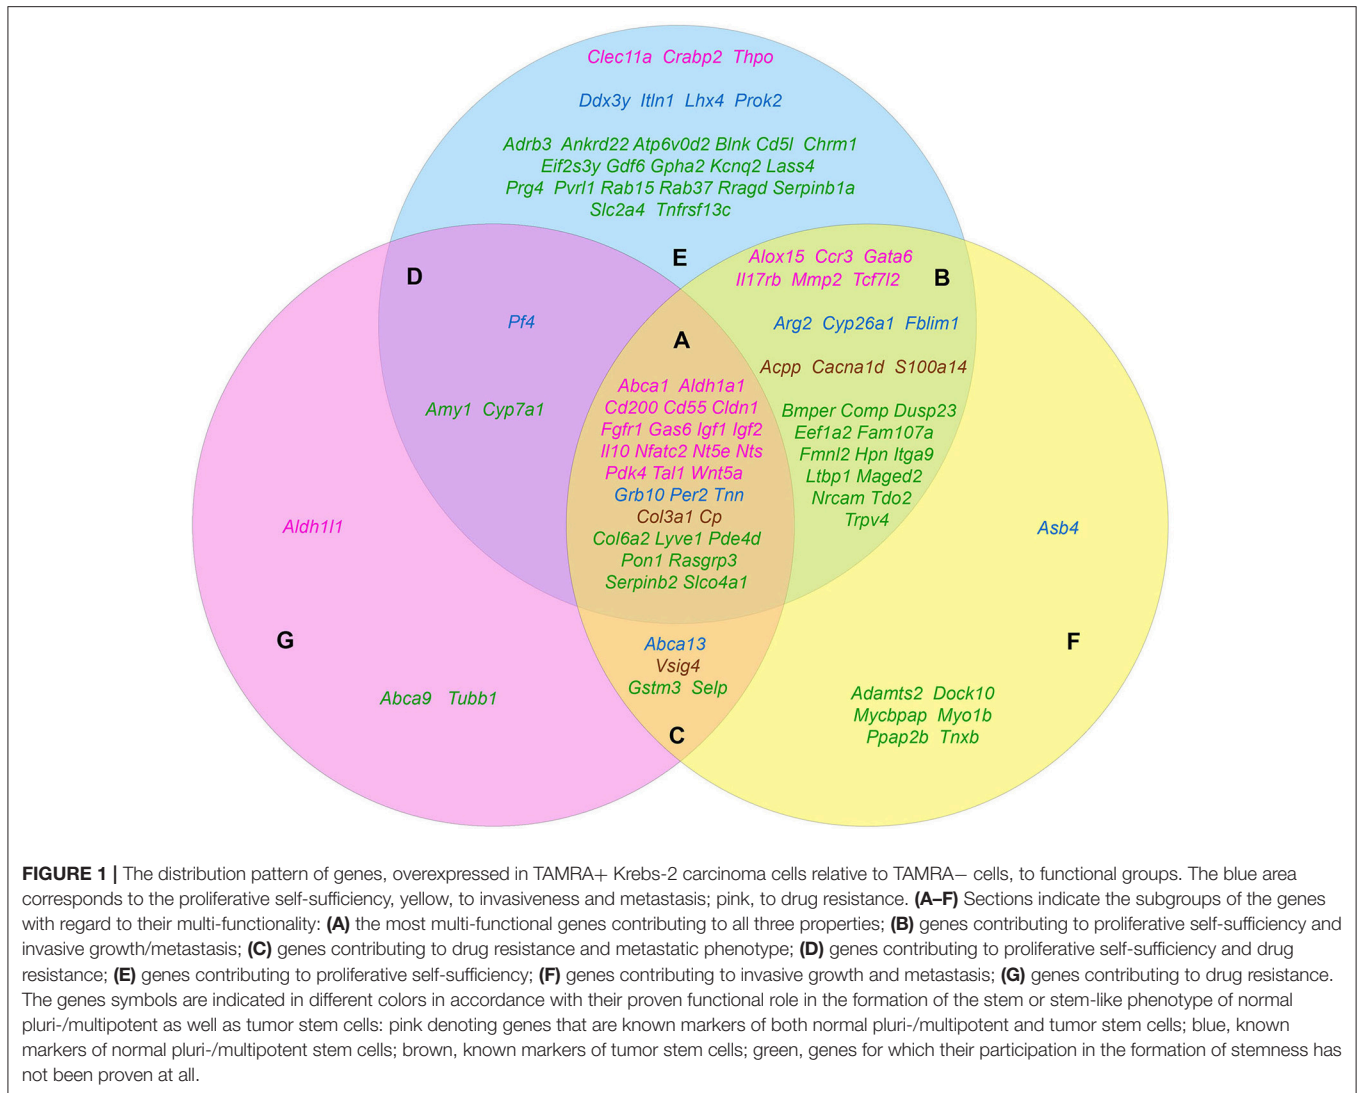 Clec11a Crabp2 Thpo
Ddx3y Itln1 Lhx4 Prok2
Adrb3 Ankrd22 Atp6v0d2 Blnk Cd5l Chrm1
Eif2s3y Gdf6 Gpha2 Kcnq2 Lass4
Prg4 Pvrl1 Rab15 Rab37 Rragd Serpinb1a
Slc2a4 Tnfrsf13c
E
D
Pf4
Amy1 Cyp7a1
Alox15 Ccr3 Gata6
Il17rb Mmp2 Tcf7l2
B
Arg2 Cyp26a1 Fblim1
Acpp Cacna1d S100a14
Bmper Comp Dusp23
Eef1a2 Fam107a
Fmnl2 Hpn Itga9
Ltbp1 Maged2
Nrcam Tdo2
Trpv4
A
Abca1 Aldh1a1
Cd200 Cd55 Cldn1
Fgfr1 Gas6 Igf1 Igf2
Il10 Nfatc2 Nt5e Nts
Pdk4 Tal1 Wnt5a
Grb10 Per2 Tnn
Col3a1 Cp
Col6a2 Lyve1 Pde4d
Pon1 Rasgrp3
Serpinb2 Slco4a1
Aldh1l1
G
Abca9 Tubb1
Abca13
Vsig4
Gstm3 Selp
C
Asb4
F
Adamts2 Dock10
Mycbpap Myo1b
Ppap2b Tnxb
FIGURE 1 | The distribution pattern of genes, overexpressed in TAMRA+ Krebs-2 carcinoma cells relative to TAMRA− cells, to functional groups. The blue area
corresponds to the proliferative self-sufficiency, yellow, to invasiveness and metastasis; pink, to drug resistance. (A–F) Sections indicate the subgroups of the genes
with regard to their multi-functionality: (A) the most multi-functional genes contributing to all three properties; (B) genes contributing to proliferative self-sufficiency and
invasive growth/metastasis; (C) genes contributing to drug resistance and metastatic phenotype; (D) genes contributing to proliferative self-sufficiency and drug
resistance; (E) genes contributing to proliferative self-sufficiency; (F) genes contributing to invasive growth and metastasis; (G) genes contributing to drug resistance.
The genes symbols are indicated in different colors in accordance with their proven functional role in the formation of the stem or stem-like phenotype of normal
pluri-/multipotent as well as tumor stem cells: pink denoting genes that are known markers of both normal pluri-/multipotent and tumor stem cells; blue, known
markers of normal pluri-/multipotent stem cells; brown, known markers of tumor stem cells; green, genes for which their participation in the formation of stemness has
not been proven at all.